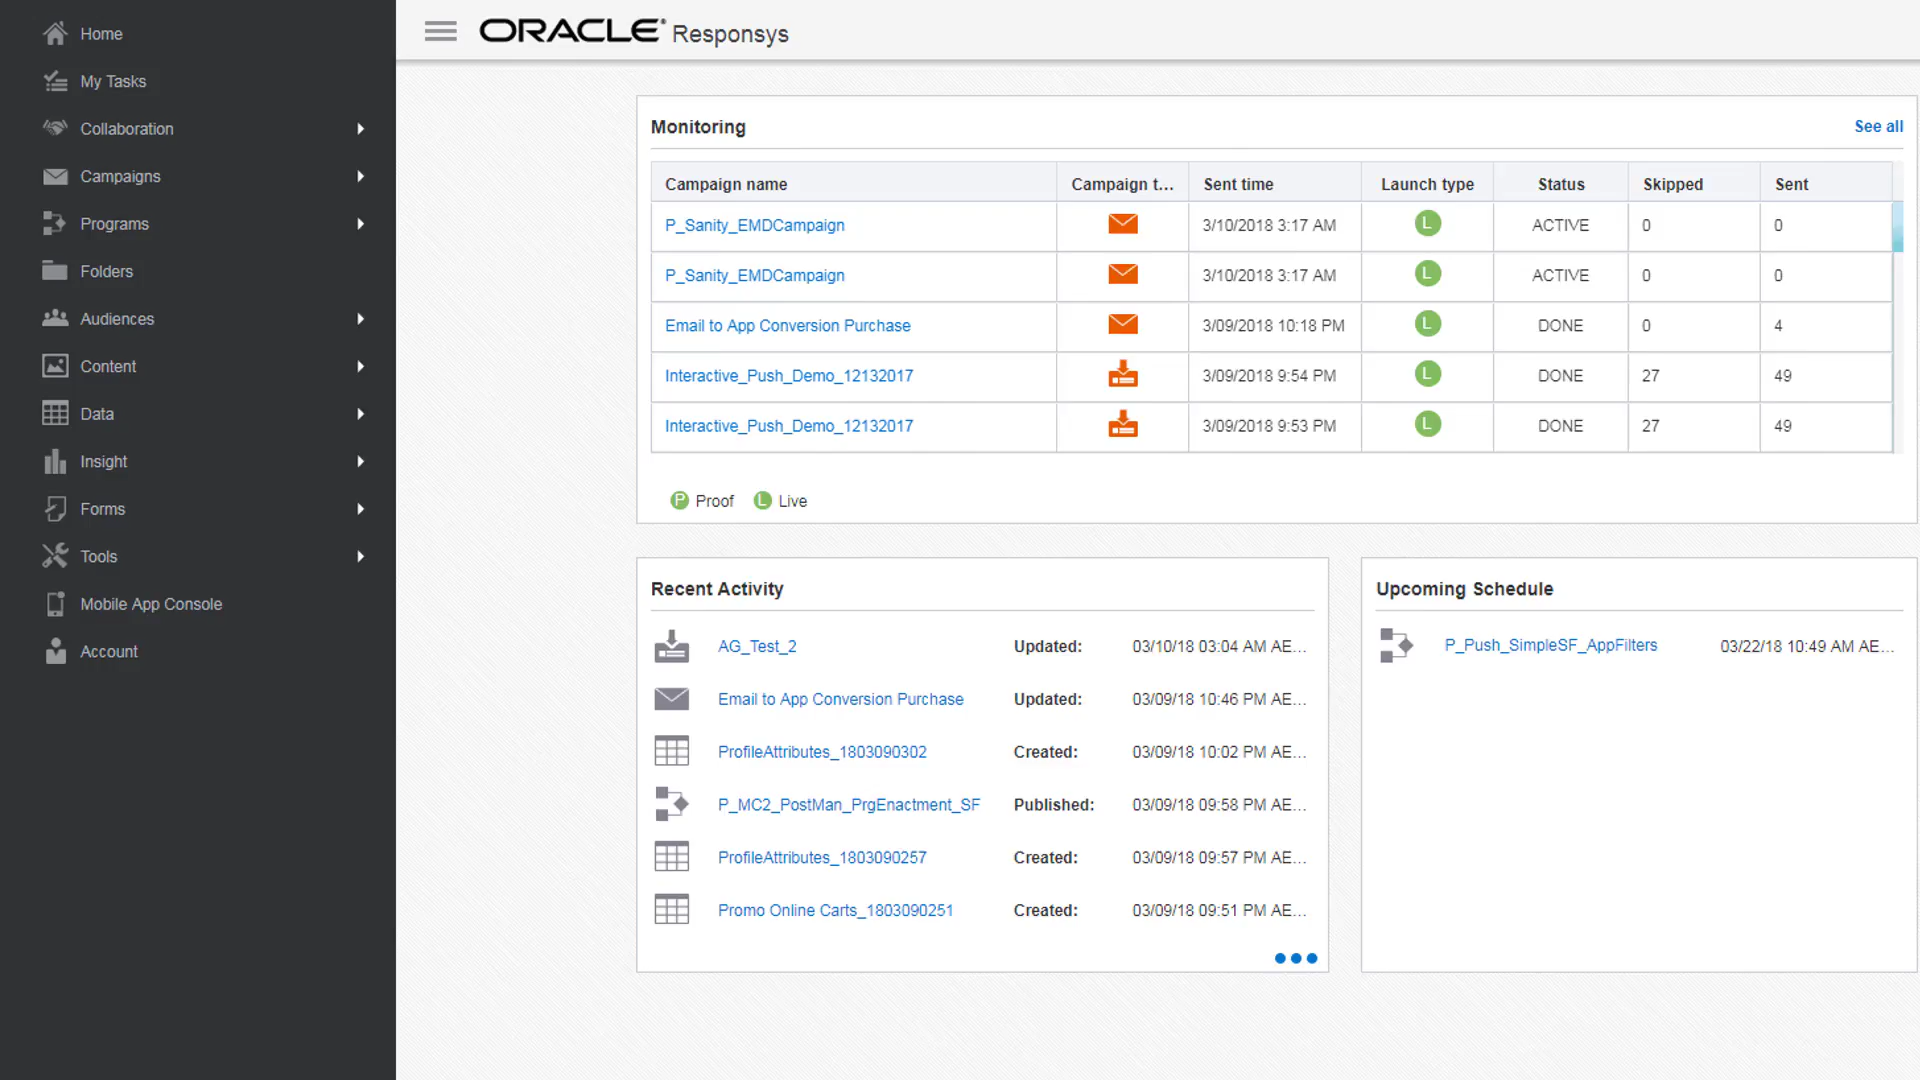 Home
My Tasks
Collaboration
Campaigns
Programs
Folders
Audiences
Content
Data
Insight
Forms
Tools
Mobile App Console
Account
ORACLE® Responsys
Monitoring See all
Campaign name Campaign t... Sent time Launch type Status Skipped Sent
P_Sanity_EMDCampaign 3/10/2018 3:17 AM L ACTIVE 0 0
P_Sanity_EMDCampaign 3/10/2018 3:17 AM L ACTIVE 0 0
Email to App Conversion Purchase 3/09/2018 10:18 PM L DONE 0 4
Interactive_Push_Demo_12132017 3/09/2018 9:54 PM L DONE 27 49
Interactive_Push_Demo_12132017 3/09/2018 9:53 PM L DONE 27 49
P Proof L Live
Recent Activity
AG_Test_2 Updated: 03/10/18 03:04 AM AE...
Email to App Conversion Purchase Updated: 03/09/18 10:46 PM AE...
ProfileAttributes_1803090302 Created: 03/09/18 10:02 PM AE...
P_MC2_PostMan_PrgEnactment_SF Published: 03/09/18 09:58 PM AE...
ProfileAttributes_1803090257 Created: 03/09/18 09:57 PM AE...
Promo Online Carts_1803090251 Created: 03/09/18 09:51 PM AE...
Upcoming Schedule
P_Push_SimpleSF_AppFilters 03/22/18 10:49 AM AE...